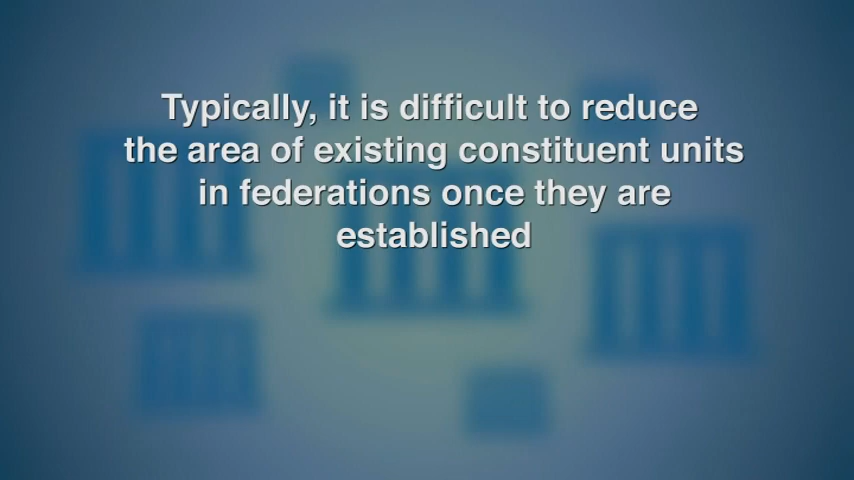 Typically, it is difficult to reduce
the area of existing constituent units
in federations once they are
established